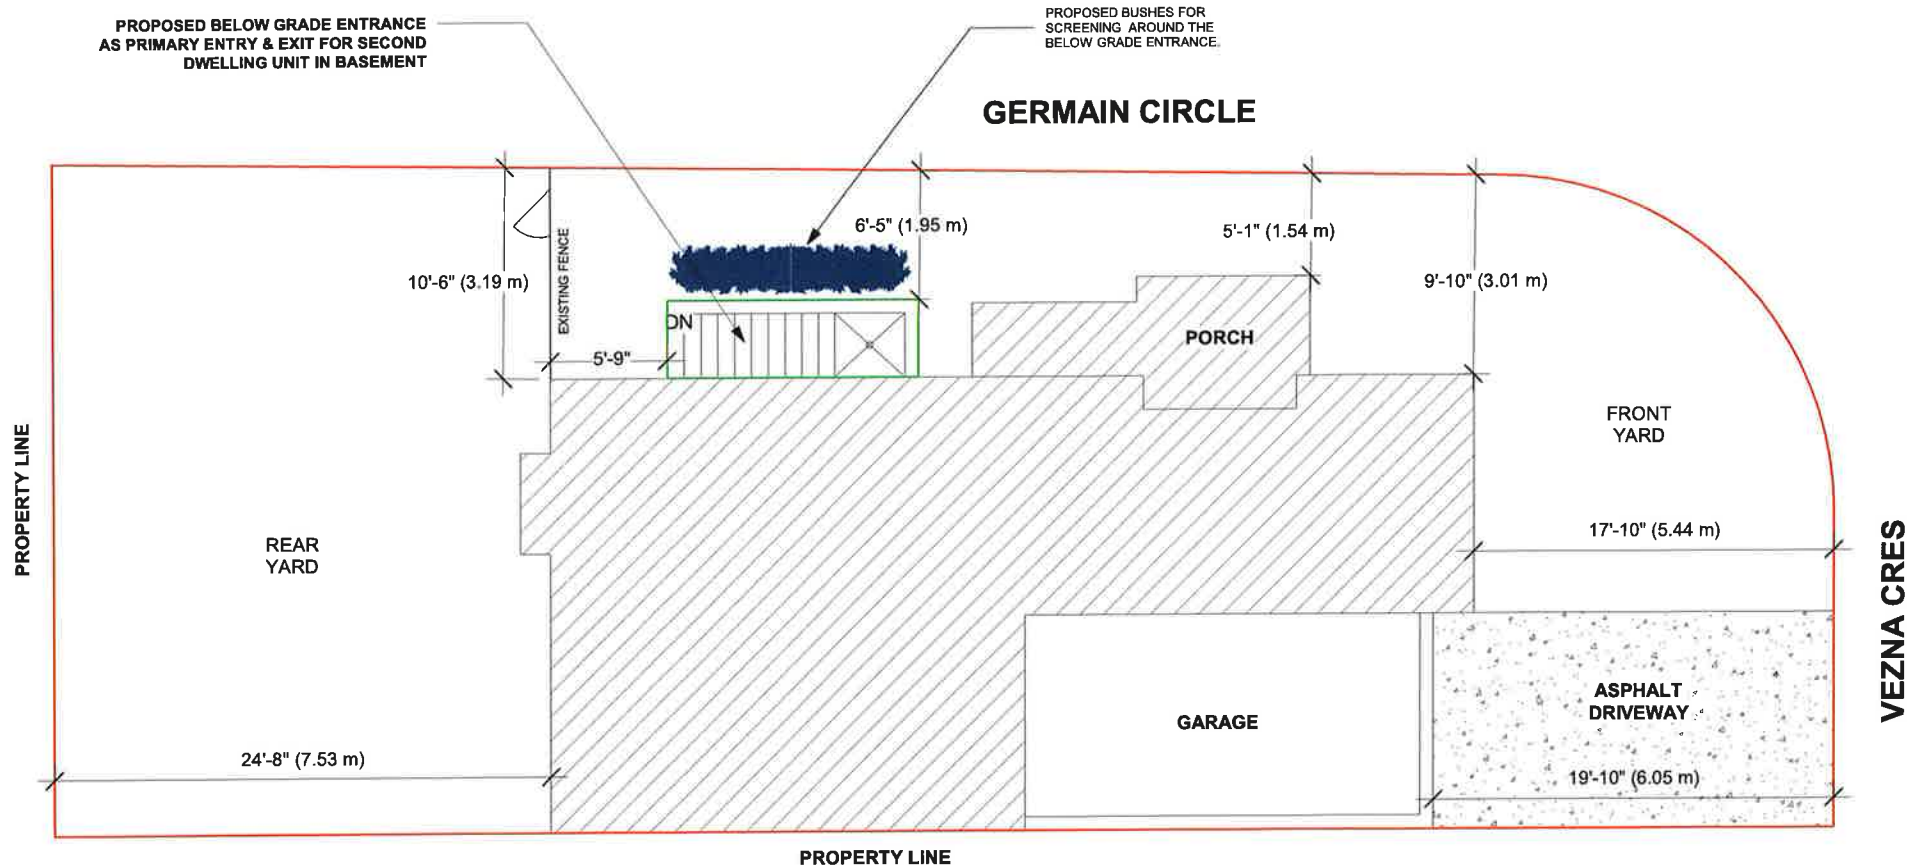 PROPOSED BELOW GRADE ENTRANCE
AS PRIMARY ENTRY & EXIT FOR SECOND
DWELLING UNIT IN BASEMENT
PROPOSED BUSHES FOR
SCREENING AROUND THE
BELOW GRADE ENTRANCE.
GERMAIN CIRCLE
10'-6" (3.19 m)
EXISTING FENCE
6'-5" (1.95 m)
5'-1" (1.54 m)
9'-10" (3.01 m)
DN
5'-9"
PORCH
FRONT
YARD
PROPERTY LINE
REAR
YARD
17'-10" (5.44 m)
VEZNA CRES
GARAGE
ASPHALT
DRIVEWAY
24'-8" (7.53 m)
19'-10" (6.05 m)
PROPERTY LINE